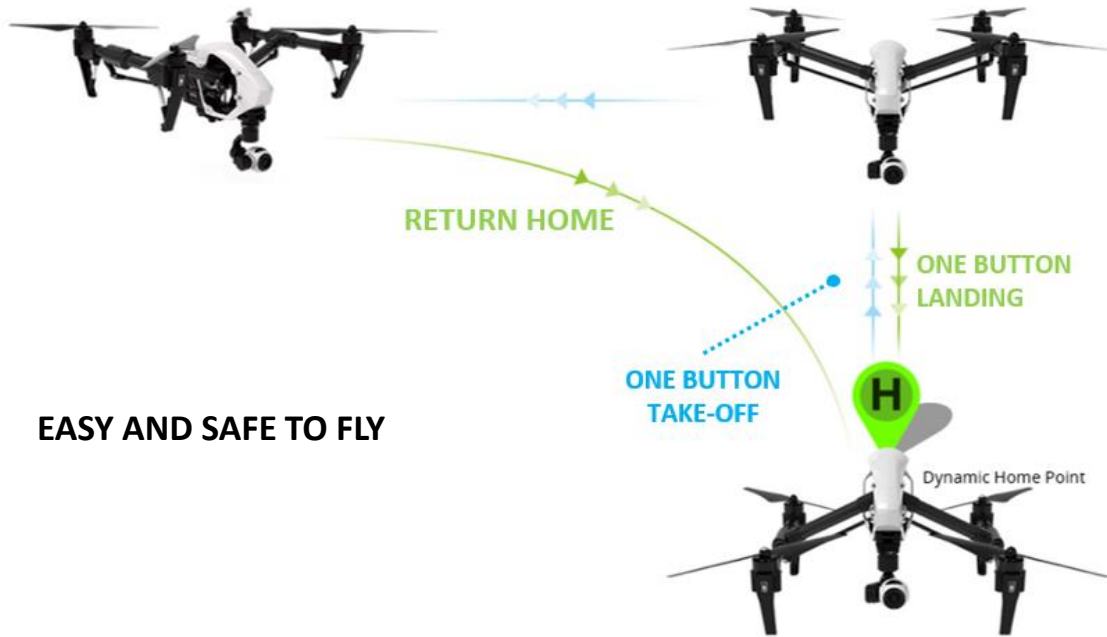 RETURN HOME
ONE BUTTON
LANDING
ONE BUTTON
TAKE-OFF
H
EASY AND SAFE TO FLY
Dynamic Home Point